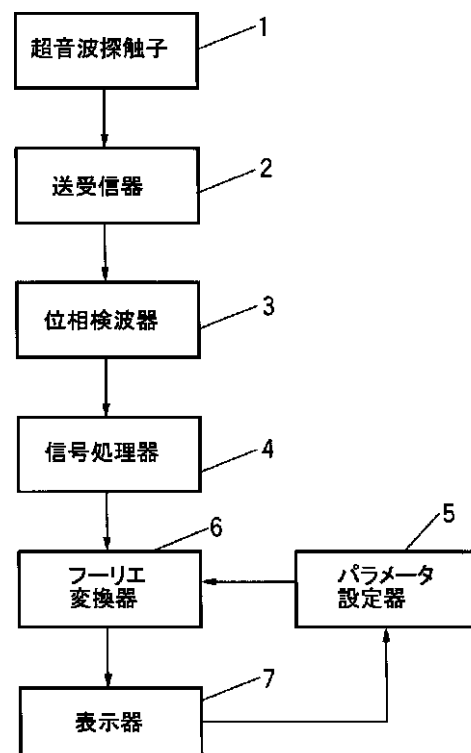 1
超音波探触子
2
送受信器
3
位相検波器
4
信号処理器
6
フーリエ
変換器
5
パラメータ
設定器
7
表示器